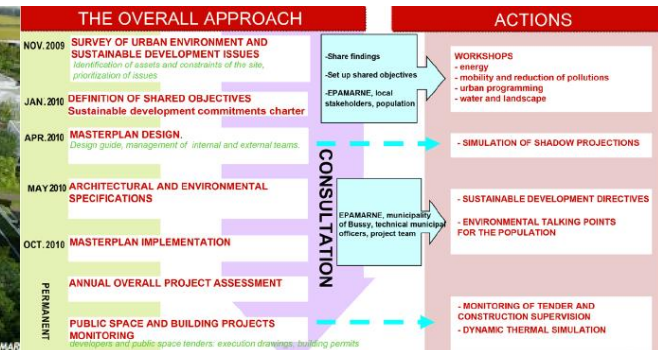 THE OVERALL APPROACH
ACTIONS
NOV. 2009
SURVEY OF URBAN ENVIRONMENT AND
SUSTAINABLE DEVELOPMENT ISSUES
Identification of assets and constraints of the site,
prioritization of issues
JAN. 2010
DEFINITION OF SHARED OBJECTIVES
Sustainable development commitments charter
APR. 2010
MASTERPLAN DESIGN.
Design guide, management of internal and external teams.
MAY 2010
ARCHITECTURAL AND ENVIRONMENTAL
SPECIFICATIONS
OCT. 2010
MASTERPLAN IMPLEMENTATION
PERMANENT
ANNUAL OVERALL PROJECT ASSESSMENT
PUBLIC SPACE AND BUILDING PROJECTS
MONITORING
developers and public space tenders: execution drawings, building permits
CONSULTATION
-Share findings
-Set up shared objectives
-EPAMARNE, local
stakeholders, population
EPAMARNE, municipality
of Bussy, technical municipal
officers, project team
WORKSHOPS
- energy
- mobility and reduction of pollutions
- urban programming
- water and landscape
- SIMULATION OF SHADOW PROJECTIONS
- SUSTAINABLE DEVELOPMENT DIRECTIVES
- ENVIRONMENTAL TALKING POINTS
FOR THE POPULATION
- MONITORING OF TENDER AND
CONSTRUCTION SUPERVISION
- DYNAMIC THERMAL SIMULATION
MAR